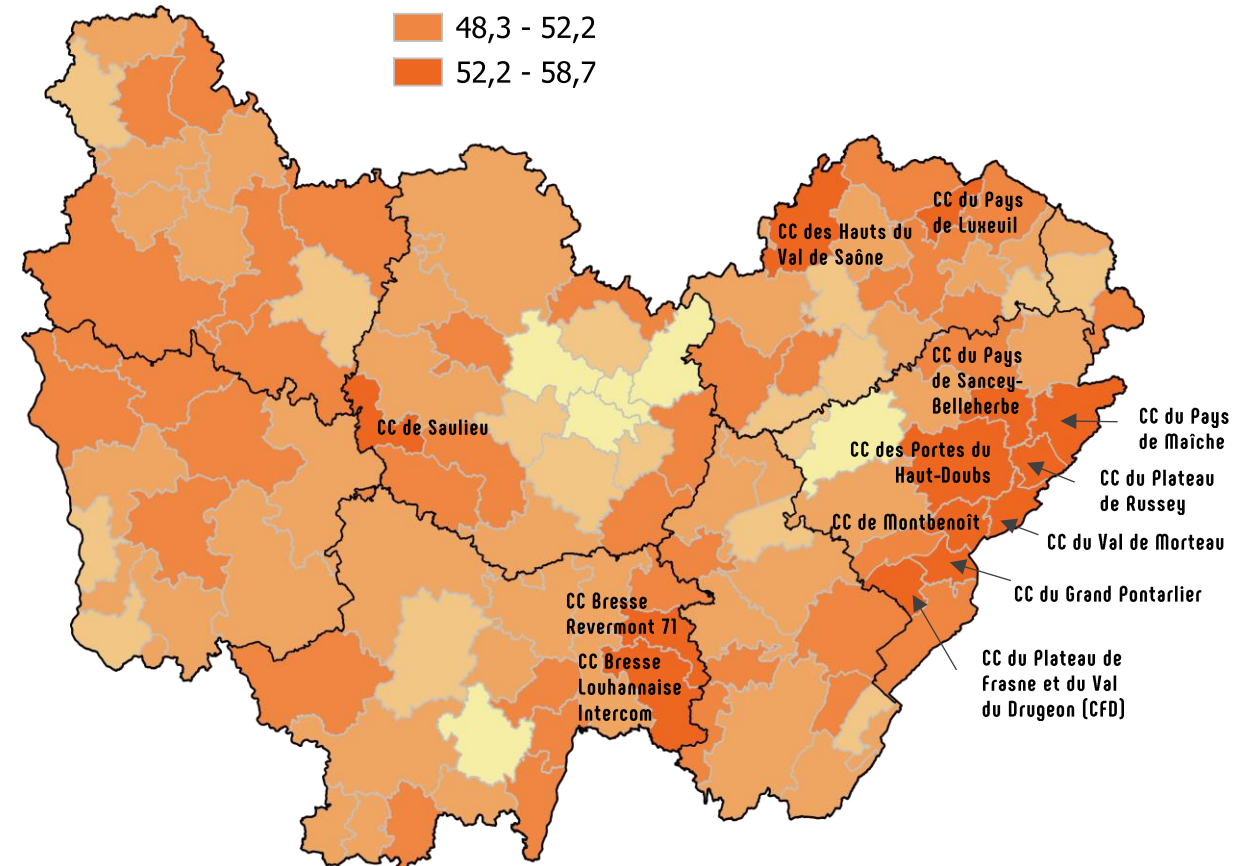 48,3 - 52,2
52,2 - 58,7
CC du Pays
de Luxeuil
CC des Hauts du
Val de Saône
CC du Pays
de Sancey-
Belleherbe
CC du Pays
de Maîche
CC de Saulieu
CC des Portes du
Haut-Doubs
CC du Plateau
de Russey
CC de Montbenoît
CC du Val de Morteau
CC du Grand Pontarlier
CC Bresse
Revermont 71
CC Bresse
Louhannaise
Intercom
CC du Plateau de
Frasne et du Val
du Drugeon (CFD)